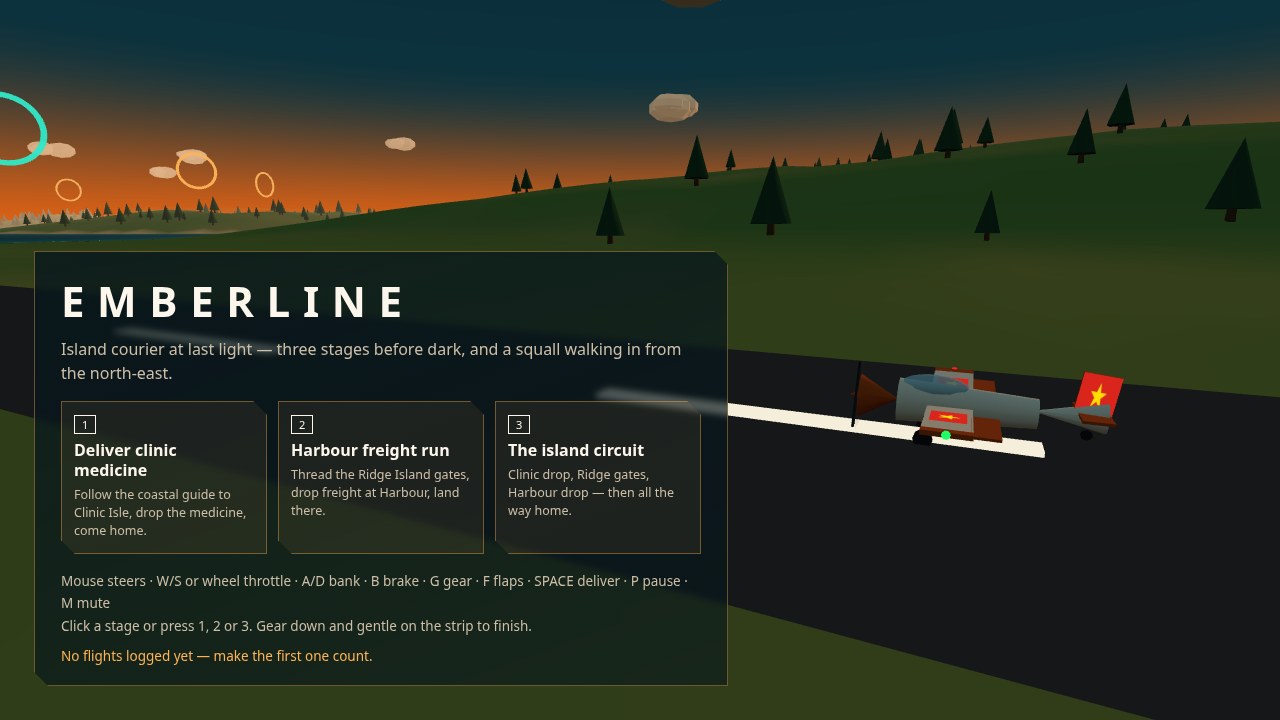 EMBERLINE
Island courier at last light — three stages before dark, and a squall walking in from
the north-east.
1
Deliver clinic
medicine
Follow the coastal guide to
Clinic Isle, drop the medicine,
come home.
2
Harbour freight run
Thread the Ridge Island gates,
drop freight at Harbour, land
there.
3
The island circuit
Clinic drop, Ridge gates,
Harbour drop — then all the
way home.
Mouse steers · W/S or wheel throttle · A/D bank · B brake · G gear · F flaps · SPACE deliver · P pause ·
M mute
Click a stage or press 1, 2 or 3. Gear down and gentle on the strip to finish.
No flights logged yet — make the first one count.